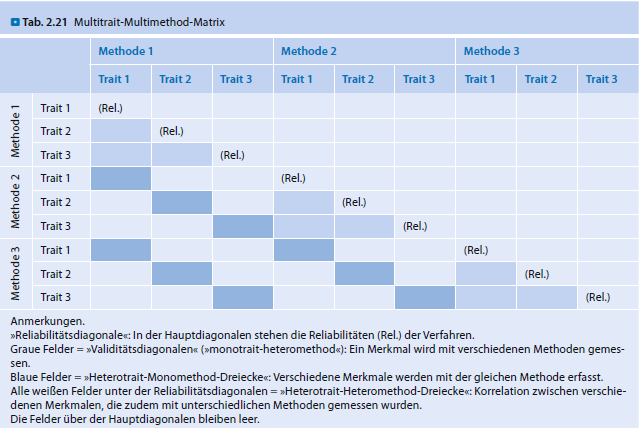 Tab. 2.21 Multitrait-Multimethod-Matrix
Methode 1 Methode 2 Methode 3
Trait 1 Trait 2 Trait 3 Trait 1 Trait 2 Trait 3 Trait 1 Trait 2 Trait 3
Methode 1
Trait 1 (Rel.)
Trait 2 (Rel.)
Trait 3 (Rel.)
Methode 2
Trait 1 (Rel.)
Trait 2 (Rel.)
Trait 3 (Rel.)
Methode 3
Trait 1 (Rel.)
Trait 2 (Rel.)
Trait 3 (Rel.)
Anmerkungen.
»Reliabilitätsdiagonale«: In der Hauptdiagonalen stehen die Reliabilitäten (Rel.) der Verfahren.
Graue Felder = »Validitätsdiagonalen« (»monotrait-heteromethod«): Ein Merkmal wird mit verschiedenen Methoden gemes-
sen.
Blaue Felder = »Heterotrait-Monomethod-Dreiecke«: Verschiedene Merkmale werden mit der gleichen Methode erfasst.
Alle weißen Felder unter der Reliabilitätsdiagonalen = »Heterotrait-Heteromethod-Dreiecke«: Korrelation zwischen verschie-
denen Merkmalen, die zudem mit unterschiedlichen Methoden gemessen wurden.
Die Felder über der Hauptdiagonalen bleiben leer.